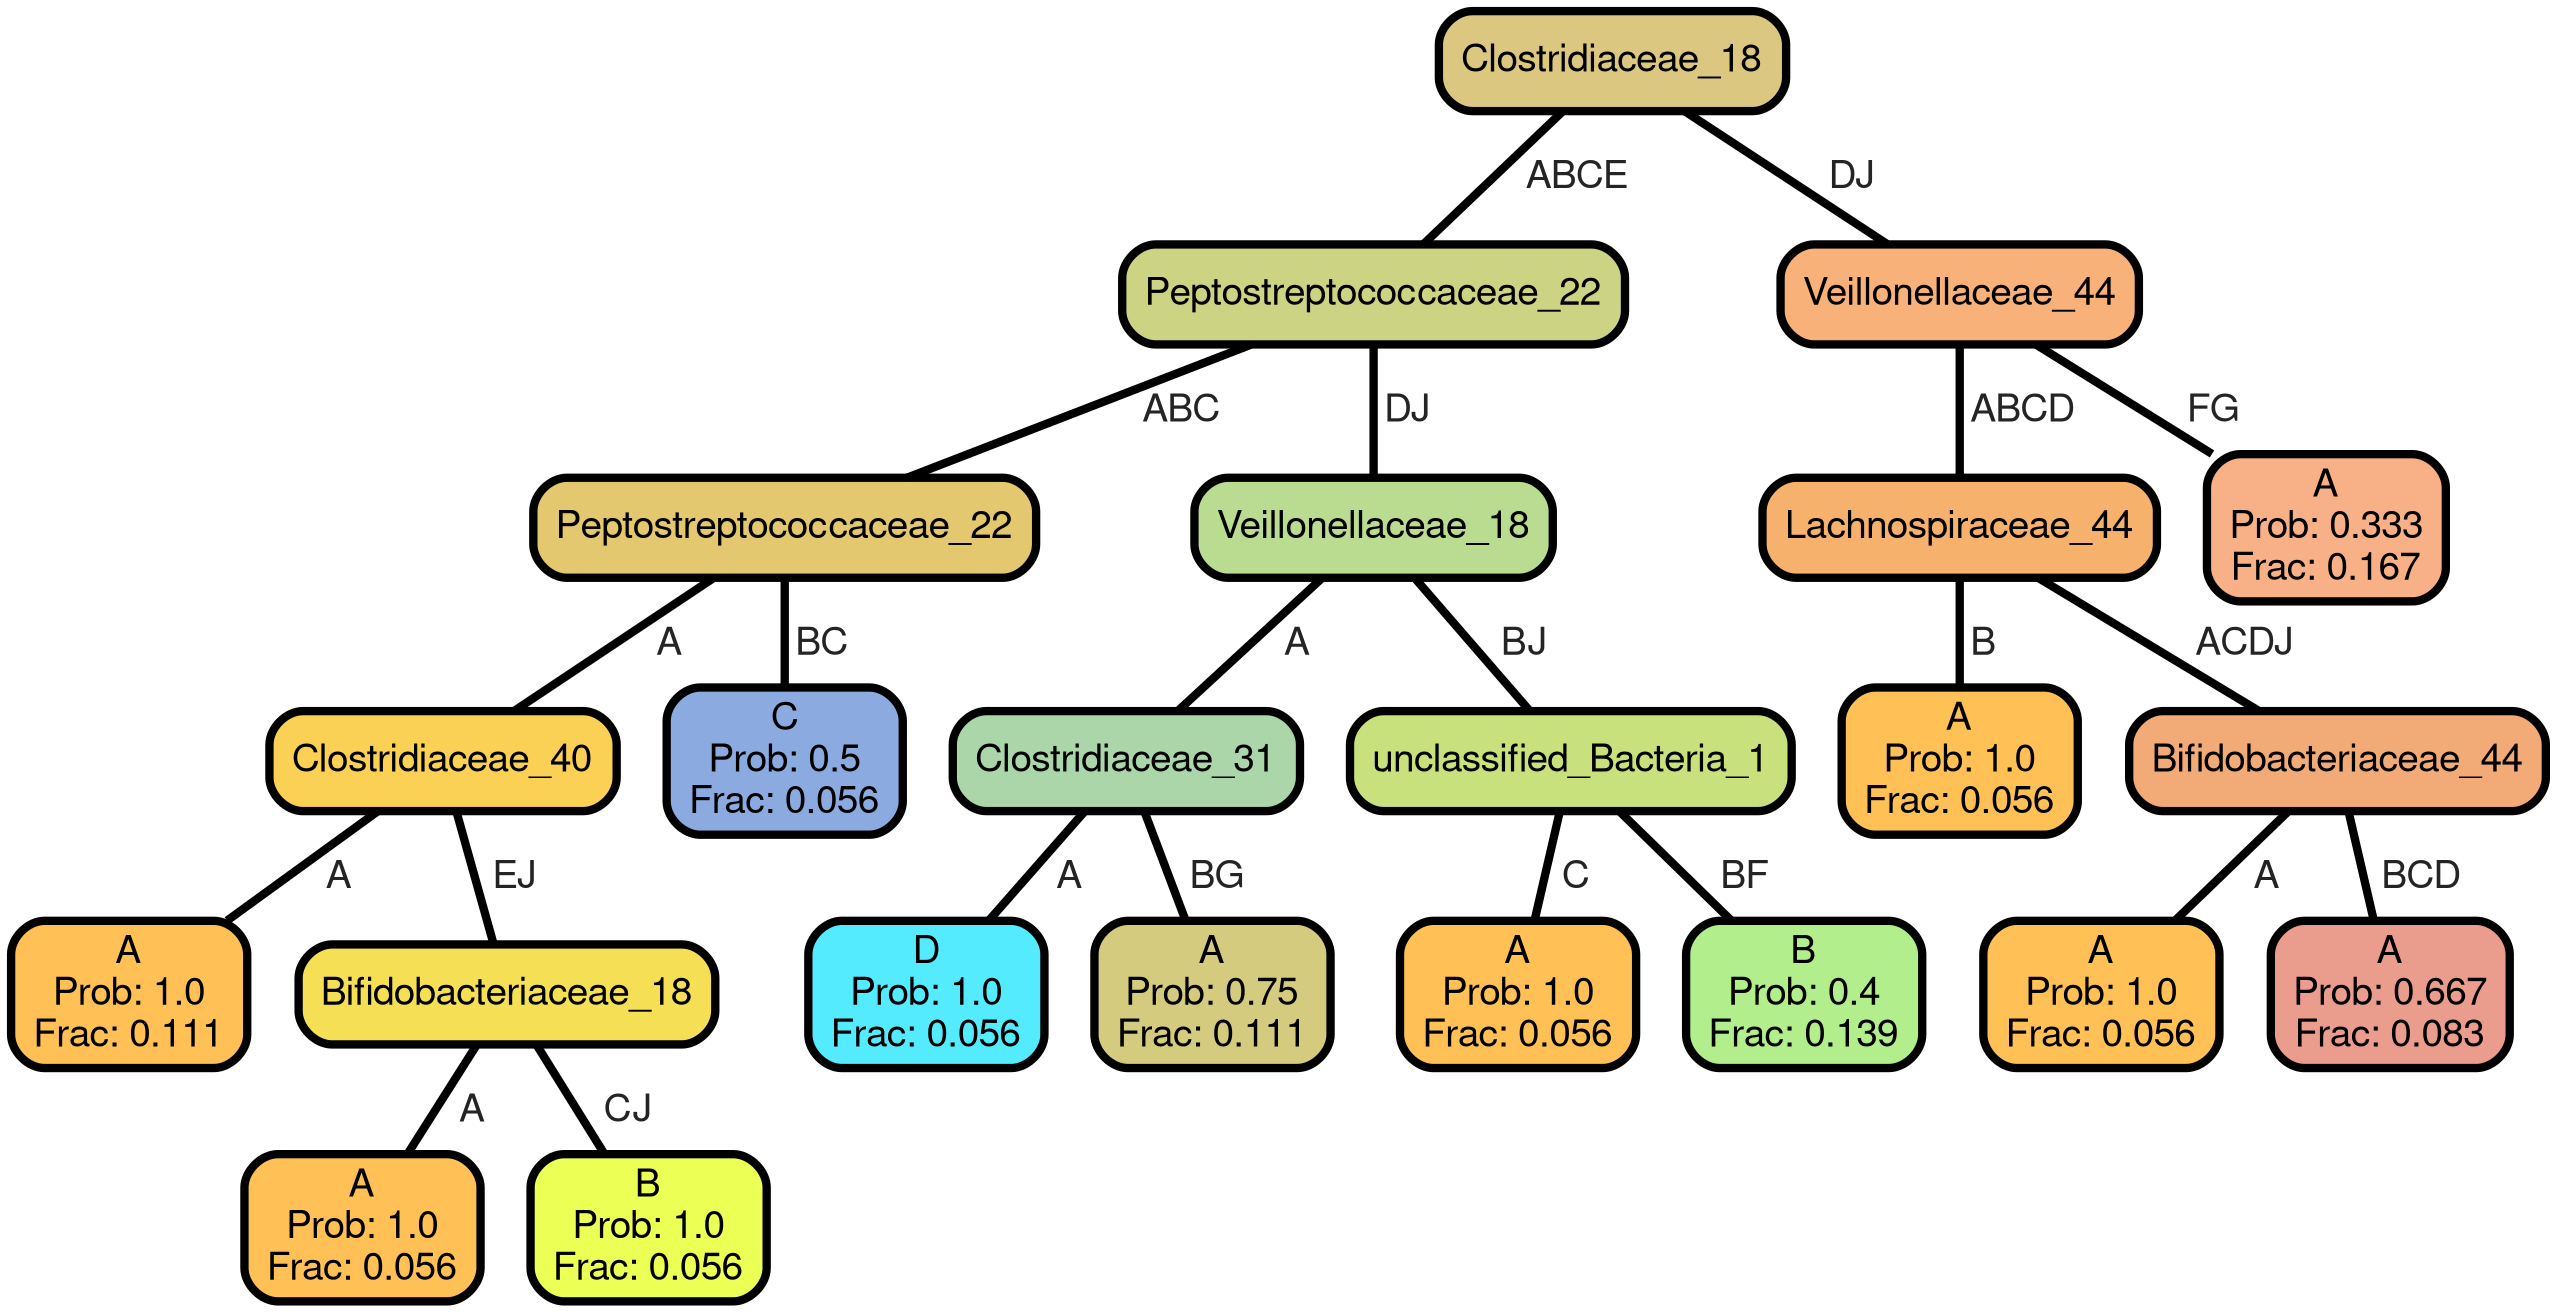 Clostridiaceae_18
ABCE
DJ
Peptostreptococcaceae_22
Veillonellaceae_44
ABC
DJ
ABCD
FG
Peptostreptococcaceae_22
Veillonellaceae_18
Lachnospiraceae_44
A
Prob: 0.333
Frac: 0.167
A
BC
A
BJ
B
ACDJ
Clostridiaceae_40
C
Prob: 0.5
Frac: 0.056
Clostridiaceae_31
unclassified_Bacteria_1
A
Prob: 1.0
Frac: 0.056
Bifidobacteriaceae_44
A
EJ
A
BG
C
BF
A
BCD
A
Prob: 1.0
Frac: 0.111
Bifidobacteriaceae_18
D
Prob: 1.0
Frac: 0.056
A
Prob: 0.75
Frac: 0.111
A
Prob: 1.0
Frac: 0.056
B
Prob: 0.4
Frac: 0.139
A
Prob: 1.0
Frac: 0.056
A
Prob: 0.667
Frac: 0.083
A
CJ
A
Prob: 1.0
Frac: 0.056
B
Prob: 1.0
Frac: 0.056